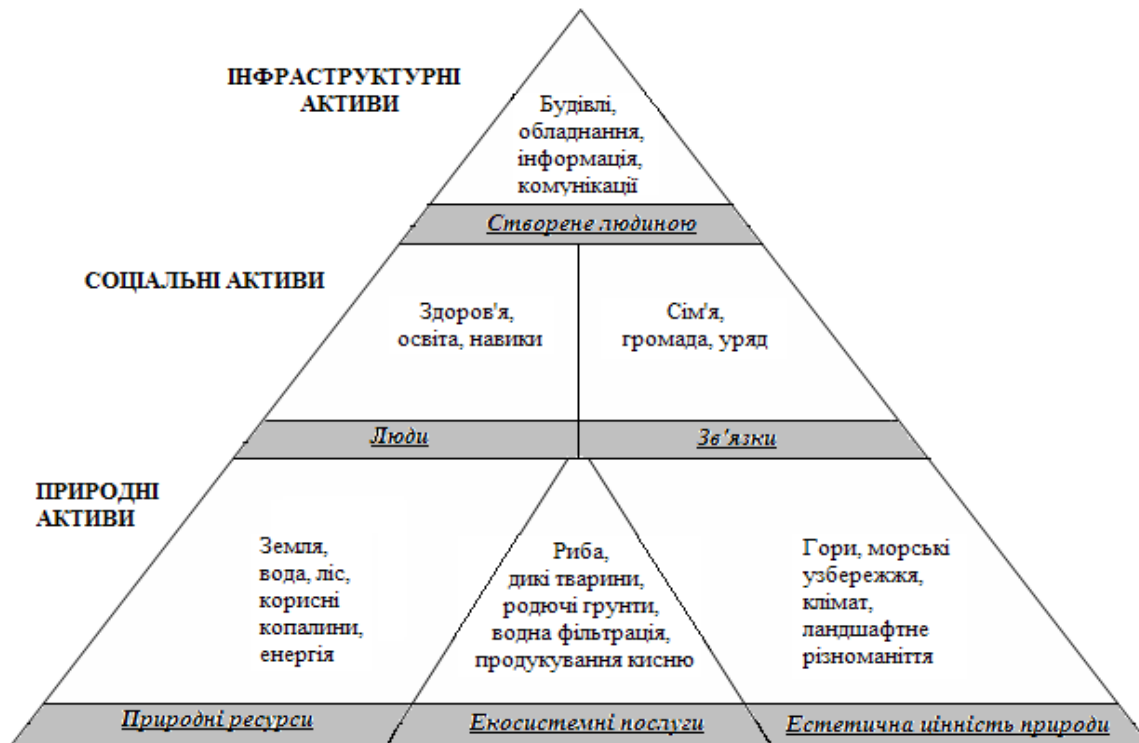 ІНФРАСТРУКТУРНІ
АКТИВИ
Будівлі,
обладнання,
інформація,
комунікації
Створене людиною
СОЦІАЛЬНІ АКТИВИ
Здоров'я,
освіта, навики
Сім'я,
громада, уряд
Люди
Зв'язки
ПРИРОДНІ
АКТИВИ
Земля,
вода, ліс,
корисні
копалини,
енергія
Риба,
дикі тварини,
родючі грунти,
водна фільтрація,
продукування кисню
Гори, морські
узбережжя,
клімат,
ландшафтне
різноманіття
Природні ресурси
Екосистемні послуги
Естетична цінність природи